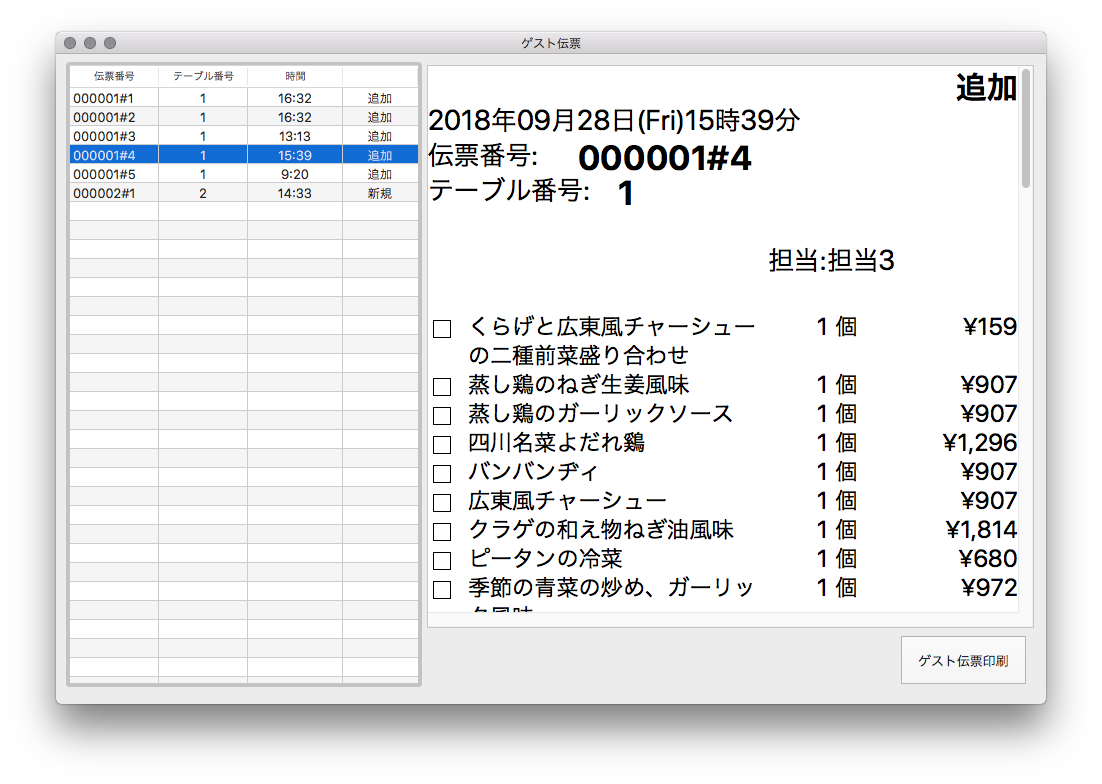 ゲスト伝票
伝票番号 テーブル番号 時間
000001#1 1 16:32 追加
000001#2 1 16:32 追加
000001#3 1 13:13 追加
000001#4 1 15:39 追加
000001#5 1 9:20 追加
000002#1 2 14:33 新規
追加
2018年09月28日(Fri)15時39分
伝票番号: 000001#4
テーブル番号: 1
担当:担当3
くらげと広東風チャーシュー 1 個 ¥159
の二種前菜盛り合わせ
蒸し鶏のねぎ生姜風味 1 個 ¥907
蒸し鶏のガーリックソース 1 個 ¥907
四川名菜よだれ鶏 1 個 ¥1,296
バンバンヂィ 1 個 ¥907
広東風チャーシュー 1 個 ¥907
クラゲの和え物ねぎ油風味 1 個 ¥1,814
ピータンの冷菜 1 個 ¥680
季節の青菜の炒め、ガーリッ 1 個 ¥972
ク風味
ゲスト伝票印刷